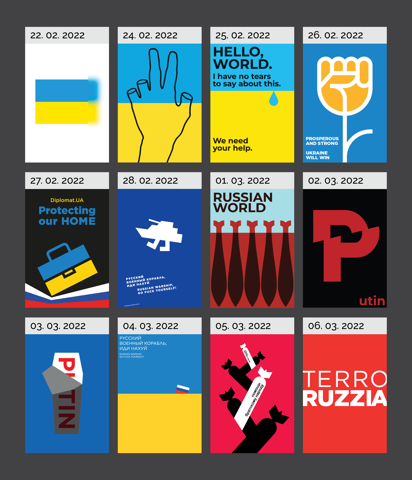 22. 02. 2022
24. 02. 2022
25. 02. 2022
26. 02. 2022
HELLO,
WORLD.
I have no tears
to say about this.
We need
your help.
PROSPEROUS
AND STRONG
UKRAINE
WILL WIN
27. 02. 2022
28. 02. 2022
01. 03. 2022
02. 03. 2022
Diplomat.UA
Protecting
our HOME
РУССКИЙ
ВОЕННЫЙ КОРАБЛЬ,
ИДИ НАХУЙ
RUSSIAN WARSHIP,
GO FUCK YOURSELF!
RUSSIAN
WORLD
P
utin
03. 03. 2022
04. 03. 2022
05. 03. 2022
06. 03. 2022
PUTIN
РУССКИЙ
ВОЕННЫЙ КОРАБЛЬ,
ИДИ НАХУЙ
TERRO
RUZZIA